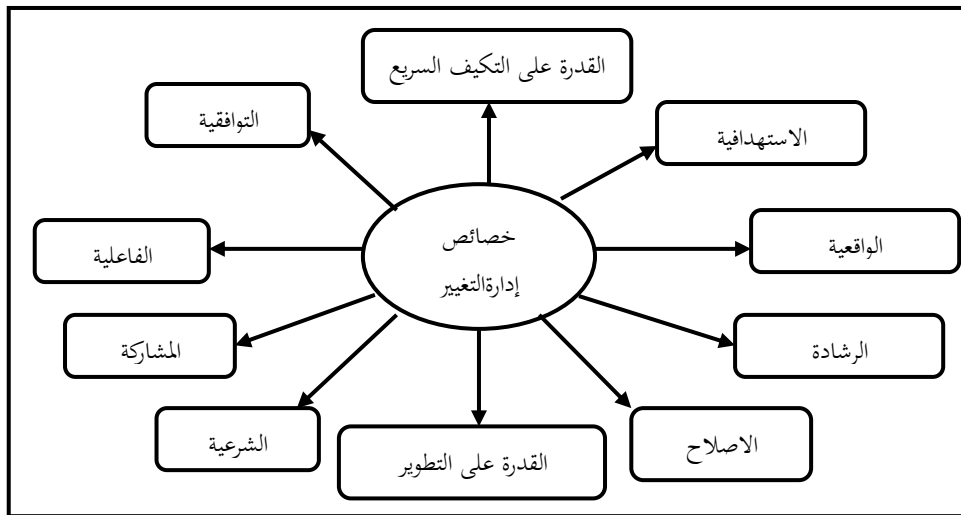 القدرة على التكيف السريع
الاستهدافية
التوافقية
خصائص
إدارةالتغيير
الواقعية
الفاعلية
الرشادة
المشاركة
الاصلاح
القدرة على التطوير
الشرعية